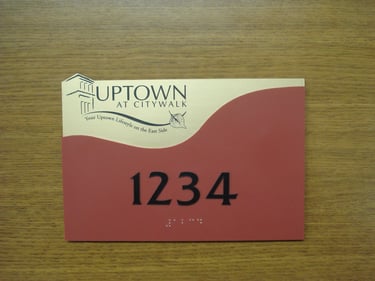 UPTOWN
AT CITYWALK
Your Uptown Lifestyle on the East Side
1234